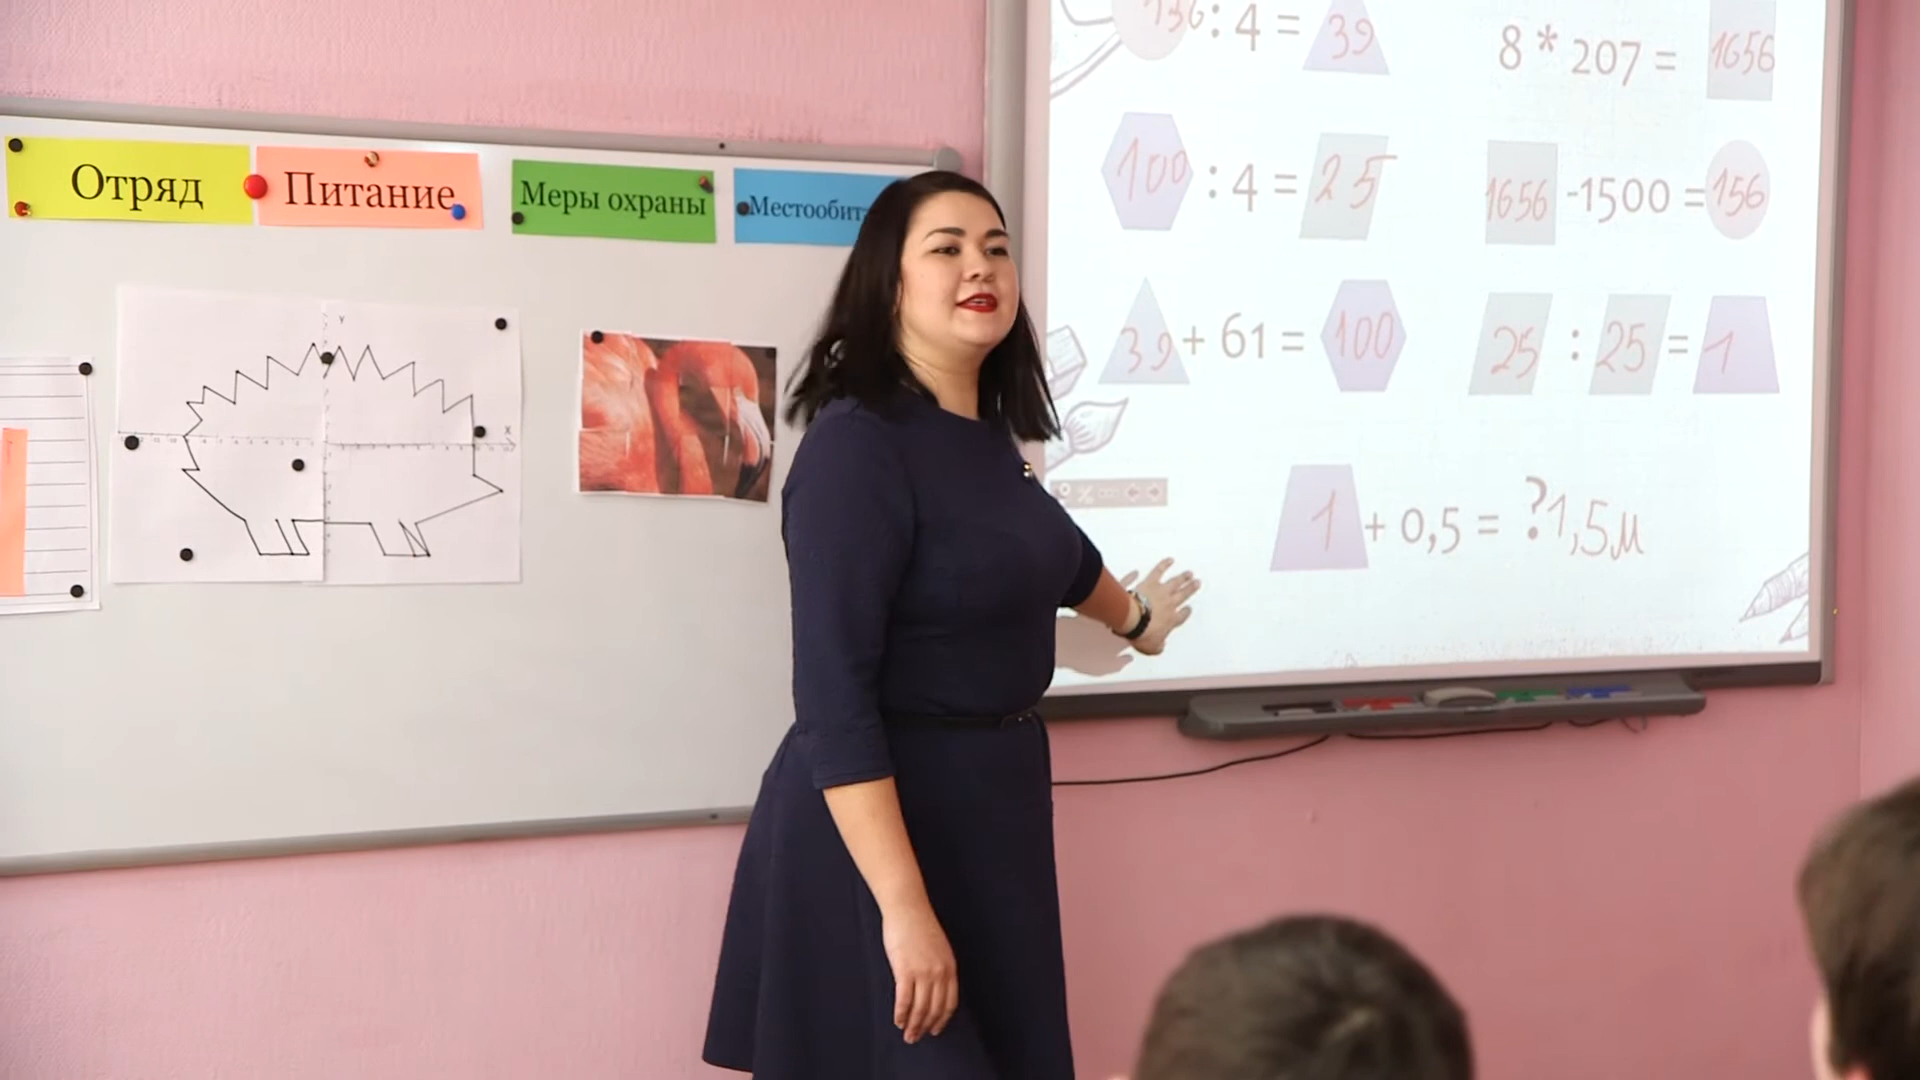 Отряд
Питание
Меры охраны
Y
X
: 4 = 39
100 : 4 = 25
39 + 61 = 100
8 * 207 = 1656
1656 -1500 = 156
25 : 25 = 1
1 + 0,5 = ?1,5м